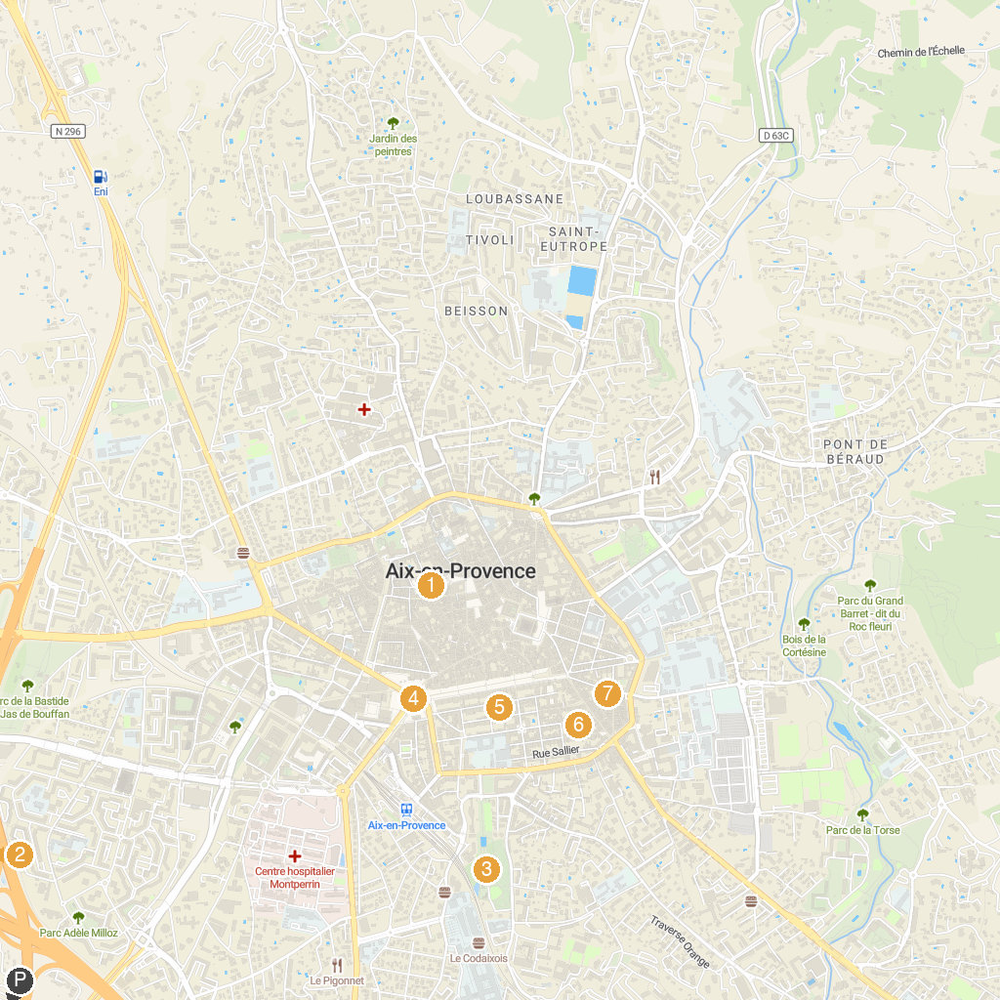 Chemin de l'Échelle
N 296
D 63C
Jardin des
peintres
Eni
LOUBASSANE
TIVOLI
SAINT-
EUTROPE
BEISSON
PONT DE
BÉRAUD
Aix-en-Provence
1
Parc du Grand
Barret - dit du
Roc fleuri
Bois de la
Cortésine
rc de la Bastide
Jas de Bouffan
4
5
7
6
Rue Sallier
Aix-en-Provence
Parc de la Torse
2
Centre hospitalier
Montperrin
3
Parc Adèle Milloz
Traverse Orange
Le Codaixois
Le Pigonnet
P